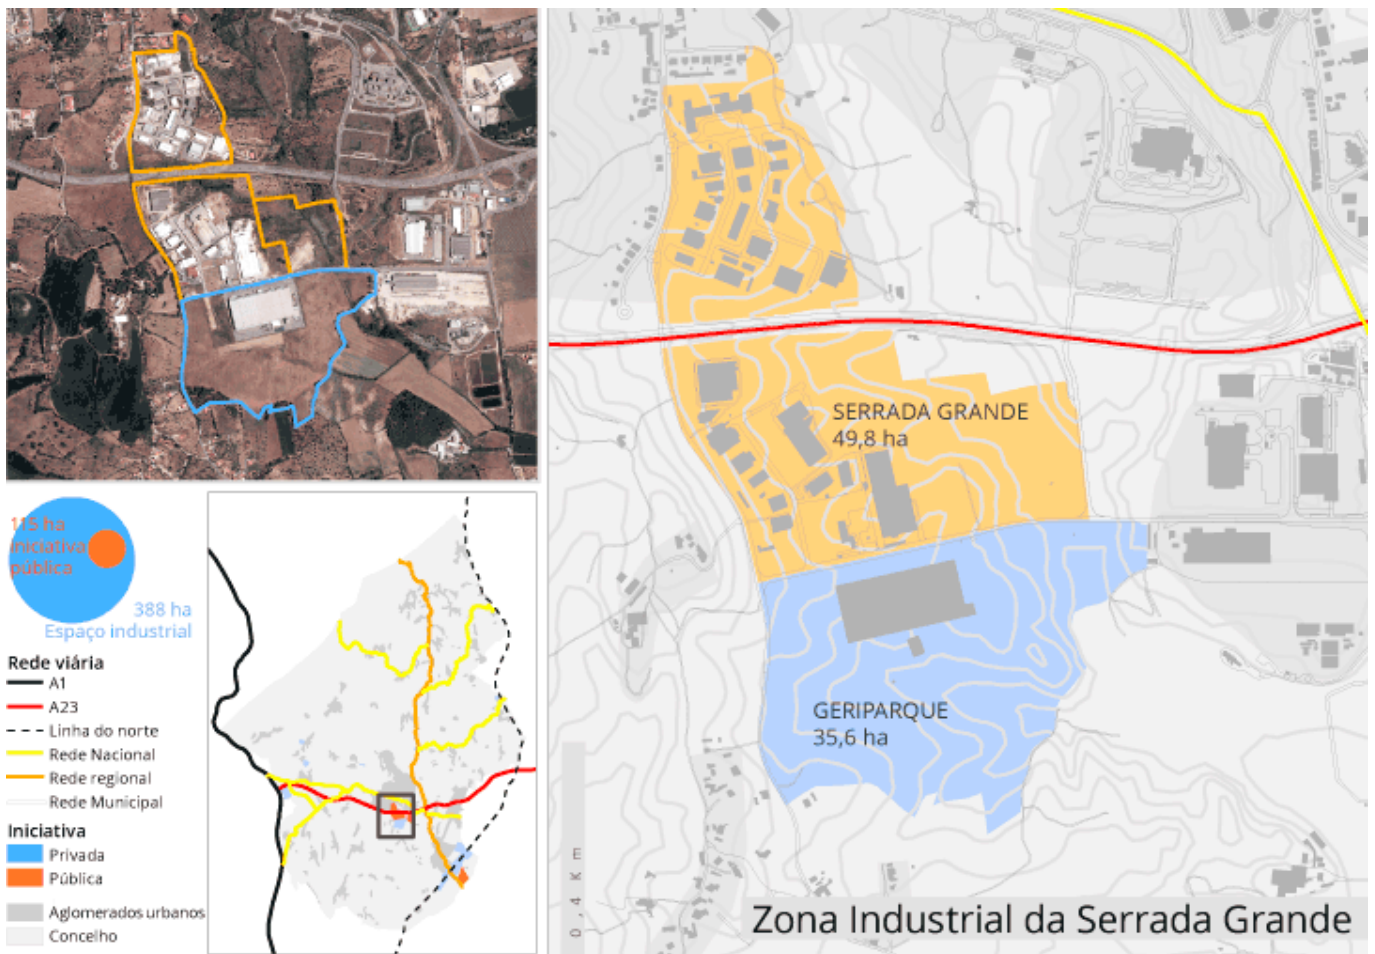 115 ha
iniciativa
pública
388 ha
Espaço industrial
Rede viária
A1
A23
Linha do norte
Rede Nacional
Rede regional
Rede Municipal
Iniciativa
Privada
Pública
Aglomerados urbanos
Concelho
SERRADA GRANDE
49,8 ha
GERIPARQUE
35,6 ha
0,4 Km
Zona Industrial da Serrada Grande